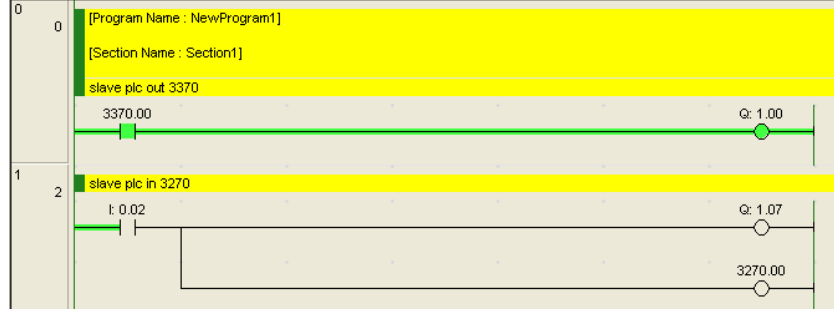 0
0
[Program Name : NewProgram1]
[Section Name : Section1]
slave plc out 3370
3370.00
Q: 1.00
1
2
slave plc in 3270
I: 0.02
Q: 1.07
3270.00